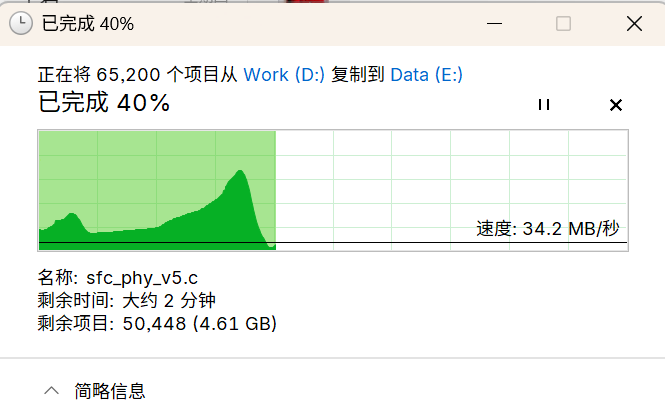 已完成 40%
正在将 65,200 个项目从 Work (D:) 复制到 Data (E:)
已完成 40%
速度: 34.2 MB/秒
名称: sfc_phy_v5.c
剩余时间: 大约 2 分钟
剩余项目: 50,448 (4.61 GB)
简略信息